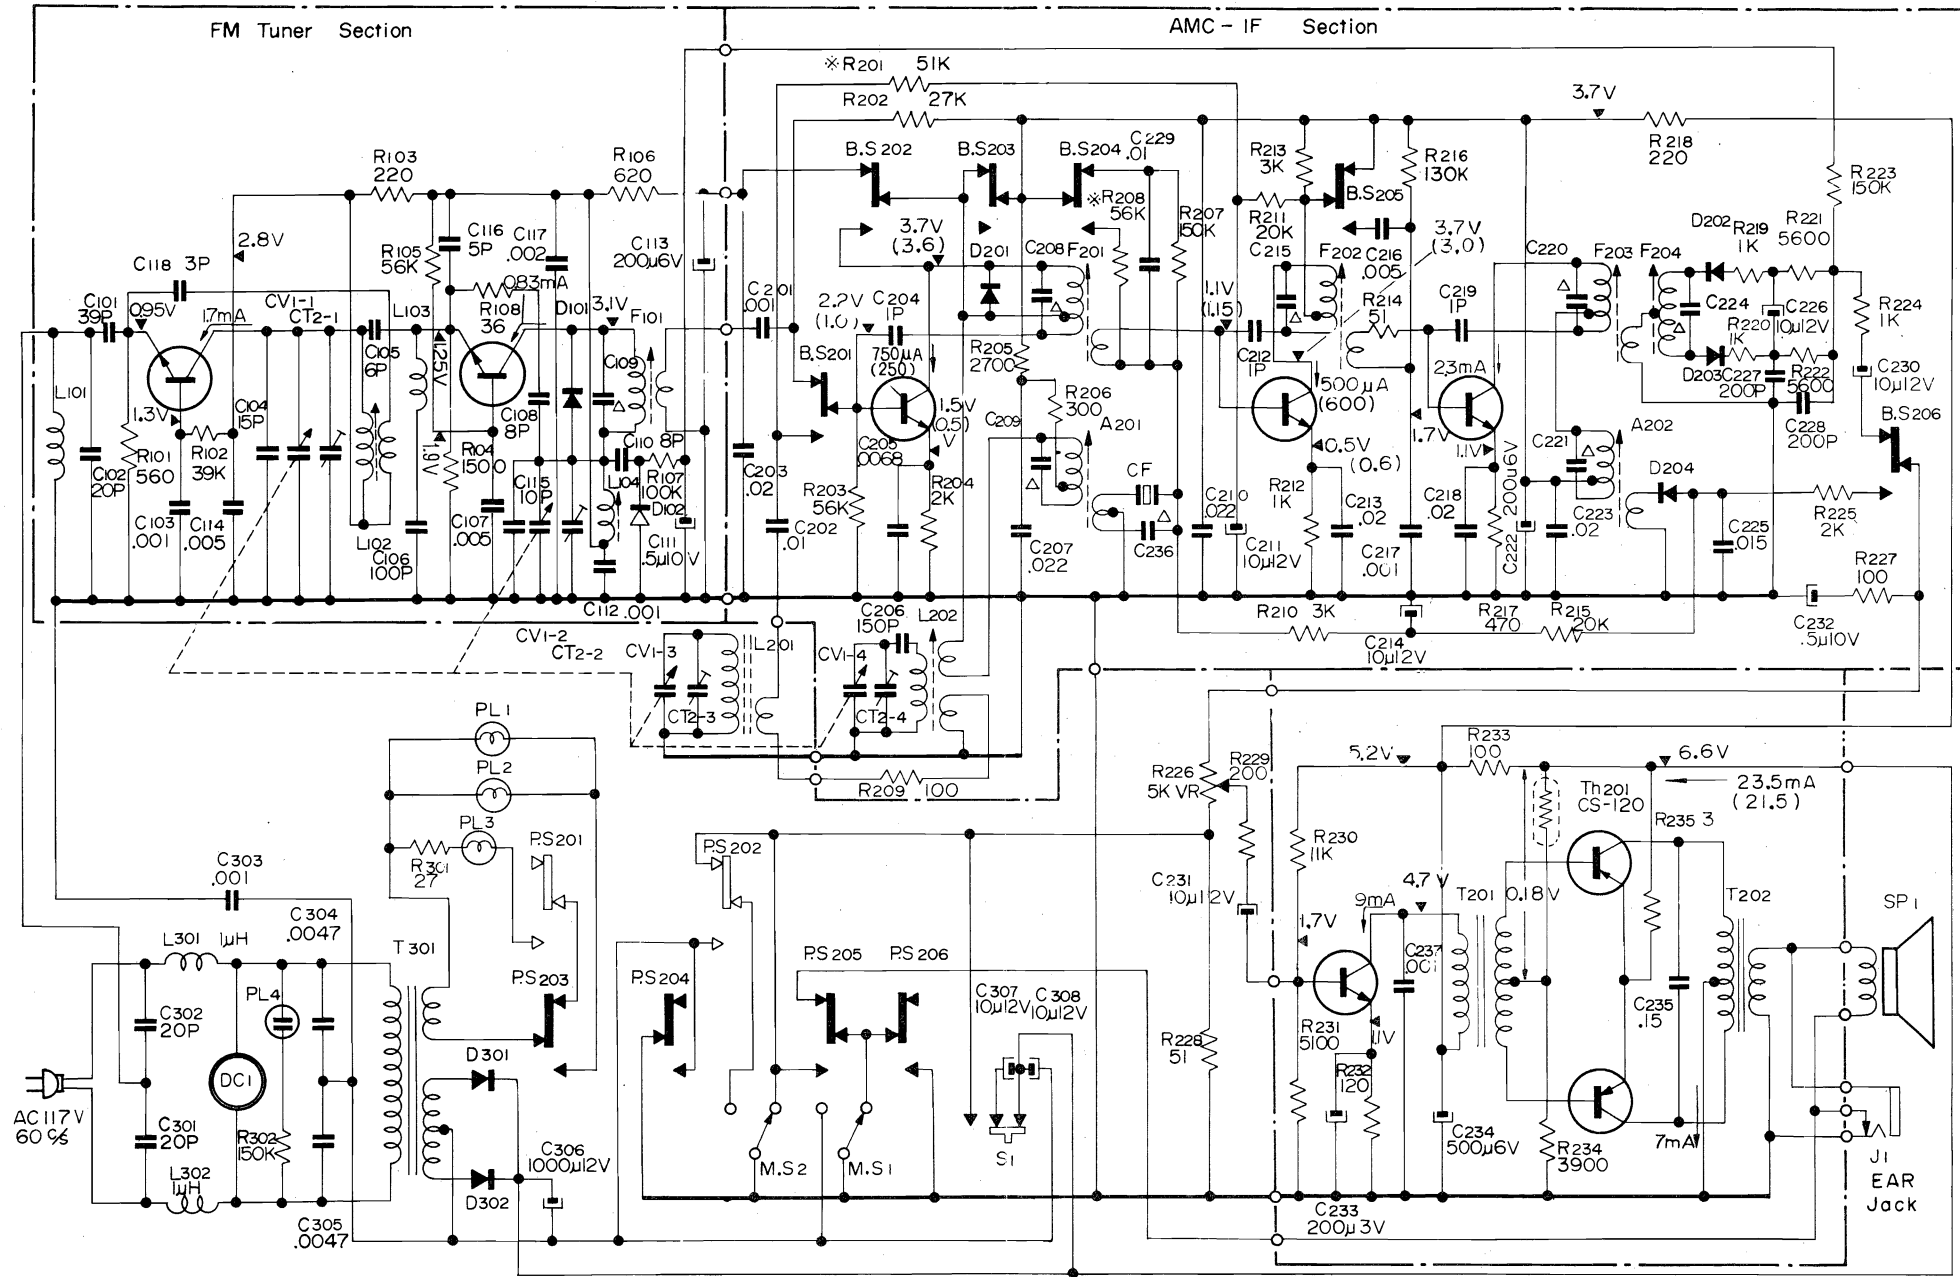 FM Tuner Section
AMC-IF Section
※R201 51K
R202 27K
3.7V
R218
220
R103
220
R106
620
B.S202
B.S203
B.S204
C229
.01
R213
3K
B.S205
R216
130K
R223
150K
2.8V
C118 3P
R105
56K
C116
5P
C117
.002
0.83mA
C113
200µ6V
3.7V
(3.6)
D201
C208
※R208
56K
F201
R207
150K
R211
20K
C215
F202
C216
.005
3.7V
(3.0)
C220
F203
F204
D202
R219
1K
R221
5600
C101
39P
0.95V
1.7mA
CV1-1
CT2-1
L103
R108
36
D101
3.1V
F101
C201
.001
2.2V
(1.0)
C204
1P
1.1V
(1.15)
R214
51
C219
1P
C224
R220
1K
C226
10µ12V
R224
1K
C105
6P
1.25V
C109
B.S201
750µA
(250)
R205
2700
C212
1P
500µA
(600)
2.3mA
D203
C227
200P
R222
5600
C230
10µ12V
L101
1.3V
C104
15P
C108
8P
R206
300
C209
A201
1.5V
(0.5)
V
1.7V
1.1V
C228
200P
B.S206
C102
20P
R101
560
R102
39K
1.9V
R104
1500
C110 8P
C115
10P
L104
R107
100K
D102
C203
.02
C205
.0068
R204
2K
CF
0.5V
(0.6)
200µ6V
C221
A202
D204
C103
.001
C114
.005
L102
C106
100P
C107
.005
C111
.5µ10V
C202
.01
R203
56K
C207
.022
C236
C210
.022
C211
10µ12V
R212
1K
C213
.02
C217
.001
C218
.02
C222
C223
.02
C225
.015
R225
2K
R227
100
C112 .001
CV1-2
CT2-2
C206
150P
L202
R210 3K
C214
10µ12V
R217
470
R215
20K
C232
.5µ10V
CV1-3
L201
CT2-3
CV1-4
CT2-4
R209 100
PL1
PL2
PL3
R301
27
P.S201
P.S202
R226
5K VR
R229
200
5.2V
R233
100
6.6V
23.5mA
(21.5)
Th201
CS-120
R235 3
R230
11K
C303
.001
C304
.0047
C231
10µ12V
1.7V
9mA
4.7V
T201
0.18V
T202
SP1
L301 1µH
T301
PL4
P.S203
P.S204
P.S205
P.S206
C307
10µ12V
C308
10µ12V
C237
.001
C235
.15
C302
20P
D301
R228
51
R231
5100
1.1V
R232
120
DC1
AC117V
60 c/s
C301
20P
R302
150K
L302
1µH
C306
1000µ12V
D302
M.S2
M.S1
S1
C234
500µ6V
R234
3900
7mA
J1
EAR
Jack
C305
.0047
C233
200µ3V